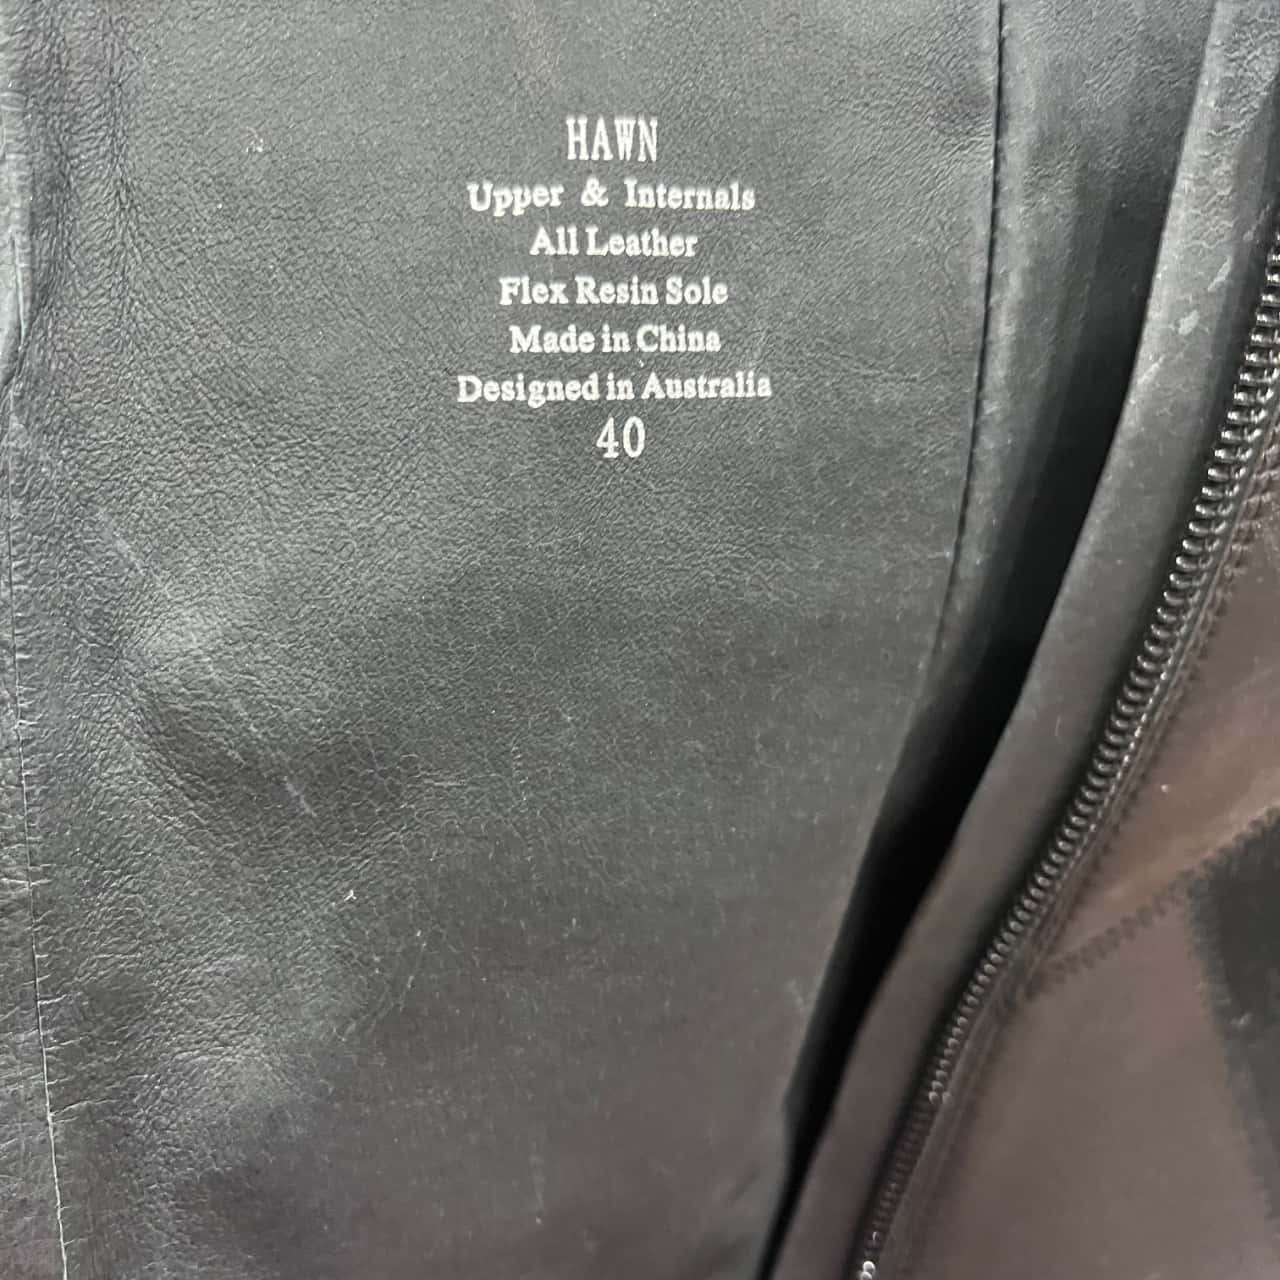 HAWN
Upper & Internals
All Leather
Flex Resin Sole
Made in China
Designed in Australia
40